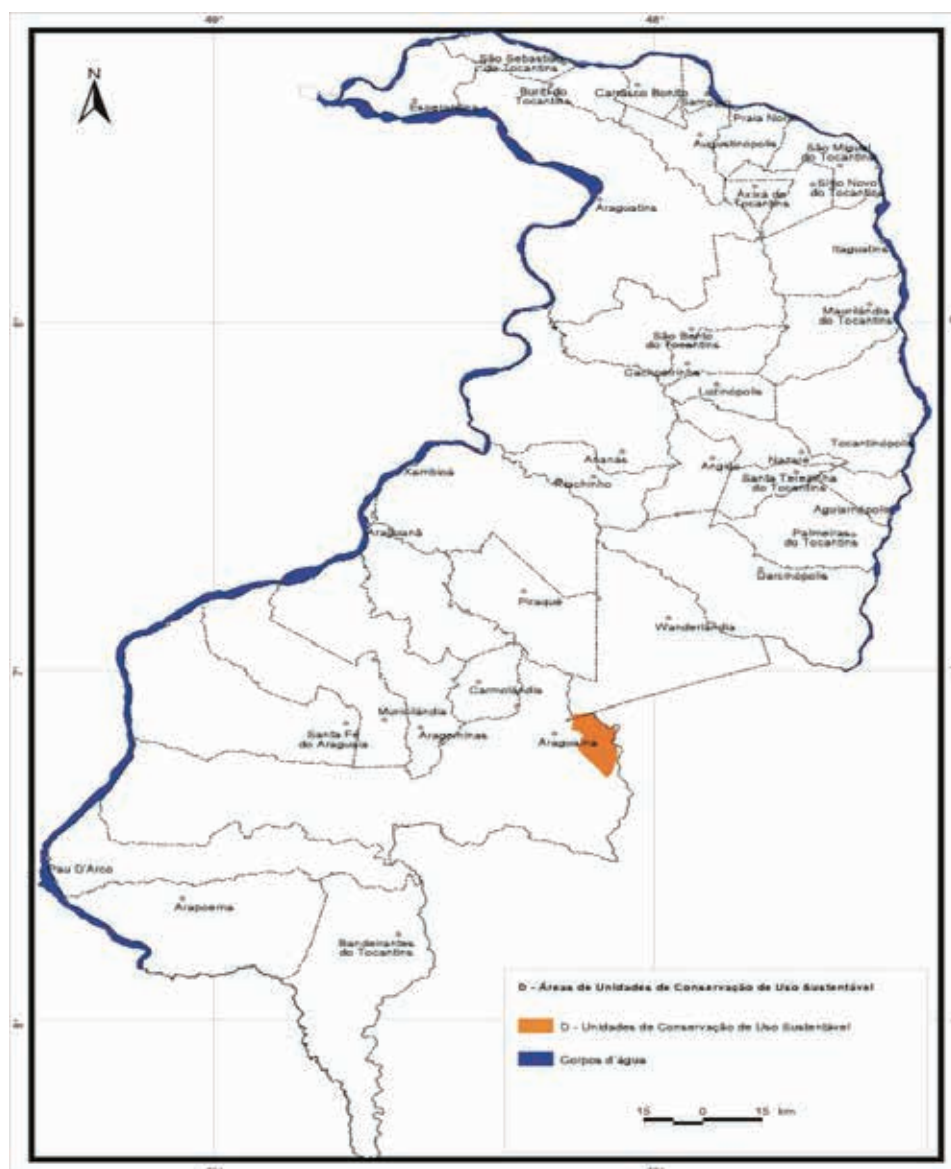 49°
48°
N
São Sebastião
do Tocantins
Buriti do
Tocantins
Carrasco Bonito
Sampaio
Esperantina
Praia Norte
Augustinópolis
São Miguel
do Tocantins
Sítio Novo
do Tocantins
Axixá do
Tocantins
Araguatins
Itaguatins
6°
Maurilândia
do Tocantins
São Bento
do Tocantins
Cachoeirinha
Luzinópolis
Tocantinópolis
Ananás
Angico
Nazaré
Xambioá
Riachinho
Santa Terezinha
do Tocantins
Aguiarnópolis
Araguanã
Palmeiras
do Tocantins
Darcinópolis
Piraquê
Wanderlândia
7°
Carmolândia
Muricilândia
Santa Fé
do Araguaia
Aragominas
Araguaína
Pau D'Arco
Arapoema
Bandeirantes
do Tocantins
D - Áreas de Unidades de Conservação de Uso Sustentável
D - Unidades de Conservação de Uso Sustentável
8°
Corpos d'água
15 0 15 km